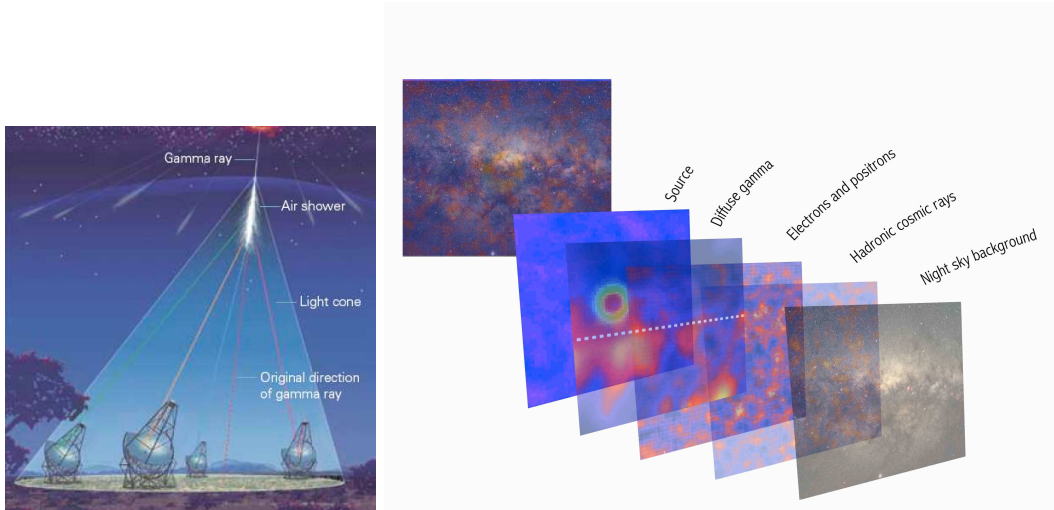 Gamma ray
Air shower
Light cone
Original direction
of gamma ray
Source
Diffuse gamma
Electrons and positrons
Hadronic cosmic rays
Night sky background